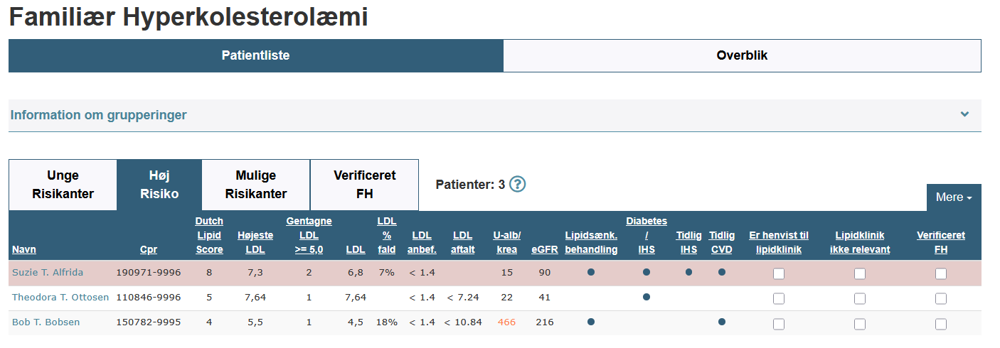 Familiær Hyperkolesterolæmi
Patientliste Overblik
Information om grupperinger
Unge Risikanter
Høj Risiko
Mulige Risikanter
Verificeret FH
Patienter: 3 ?
Mere
Navn Cpr Dutch Lipid Score Højeste LDL Gentagne LDL >= 5,0 LDL LDL % fald LDL anbef. LDL aftalt U-alb/ krea eGFR Lipidsænk. behandling Diabetes / IHS Tidlig IHS Tidlig CVD Er henvist til lipidklinik Lipidklinik ikke relevant Verificeret FH
Suzie T. Alfrida 190971-9996 8 7,3 2 6,8 7% < 1.4 15 90
Theodora T. Ottosen 110846-9996 5 7,64 1 7,64 < 1.4 < 7.24 22 41
Bob T. Bobsen 150782-9995 4 5,5 1 4,5 18% < 1.4 < 10.84 466 216